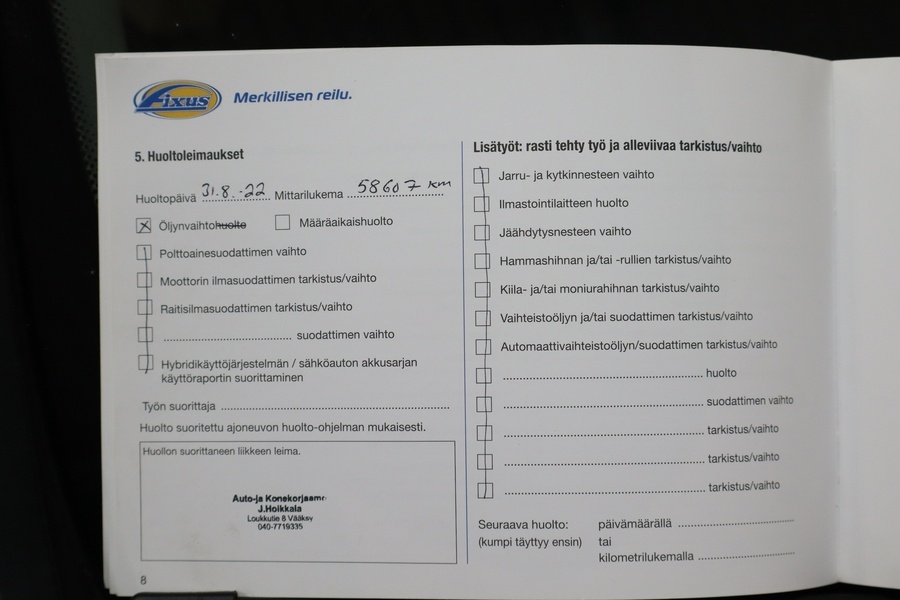 Fixus Merkillisen reilu.
5. Huoltoleimaukset
Huoltopäivä 31.8.-22 Mittarilukema 58607 km
Öljynvaihtohuolto Määräaikaishuolto
Polttoainesuodattimen vaihto
Moottorin ilmasuodattimen tarkistus/vaihto
Raitisilmasuodattimen tarkistus/vaihto
........................................ suodattimen vaihto
Hybridikäyttöjärjestelmän / sähköauton akkusarjan
käyttöraportin suorittaminen
Työn suorittaja ........................................
Huolto suoritettu ajoneuvon huolto-ohjelman mukaisesti.
Huollon suorittaneen liikkeen leima.
Auto-ja Konekorjaamo
J.Hoikkala
Loukkutie 8 Vääksy
040-7719335
8
Lisätyöt: rasti tehty työ ja alleviivaa tarkistus/vaihto
Jarru- ja kytkinnesteen vaihto
Ilmastointilaitteen huolto
Jäähdytysnesteen vaihto
Hammashihnan ja/tai -rullien tarkistus/vaihto
Kiila- ja/tai moniurahihnan tarkistus/vaihto
Vaihteistoöljyn ja/tai suodattimen tarkistus/vaihto
Automaattivaihteistoöljyn/suodattimen tarkistus/vaihto
........................................ huolto
........................................ suodattimen vaihto
........................................ tarkistus/vaihto
........................................ tarkistus/vaihto
........................................ tarkistus/vaihto
Seuraava huolto: päivämäärällä ........................
(kumpi täyttyy ensin) tai
kilometrilukemalla ........................